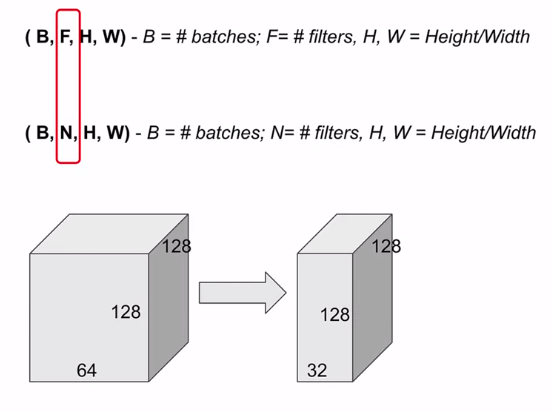 ( B, F, H, W) - B = # batches; F= # filters, H, W = Height/Width
( B, N, H, W) - B = # batches; N= # filters, H, W = Height/Width
128 128
128 128
64 32